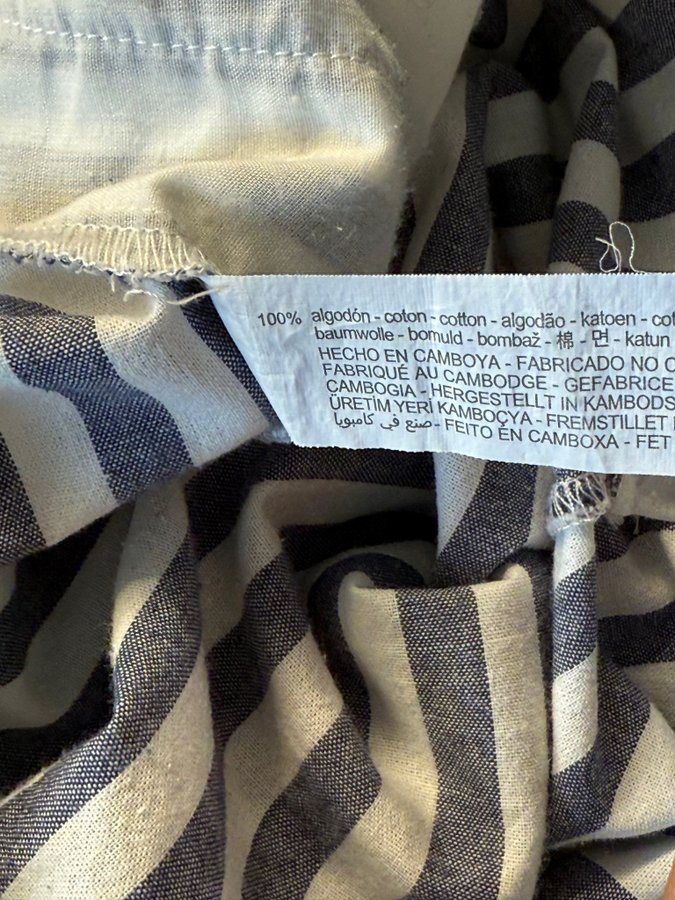 100% algodón - coton - cotton - algodão - katoen - cot
baumwolle - bomuld - bombaž - 棉 - 면 - katun
HECHO EN CAMBOYA - FABRICADO NO C
FABRIQUÉ AU CAMBODGE - GEFABRICE
CAMBOGIA - HERGESTELLT IN KAMBODS
ÜRETİM YERİ KAMBOÇYA - FREMSTILLET
صنع في كامبوديا - FEITO EN CAMBOXA - FET